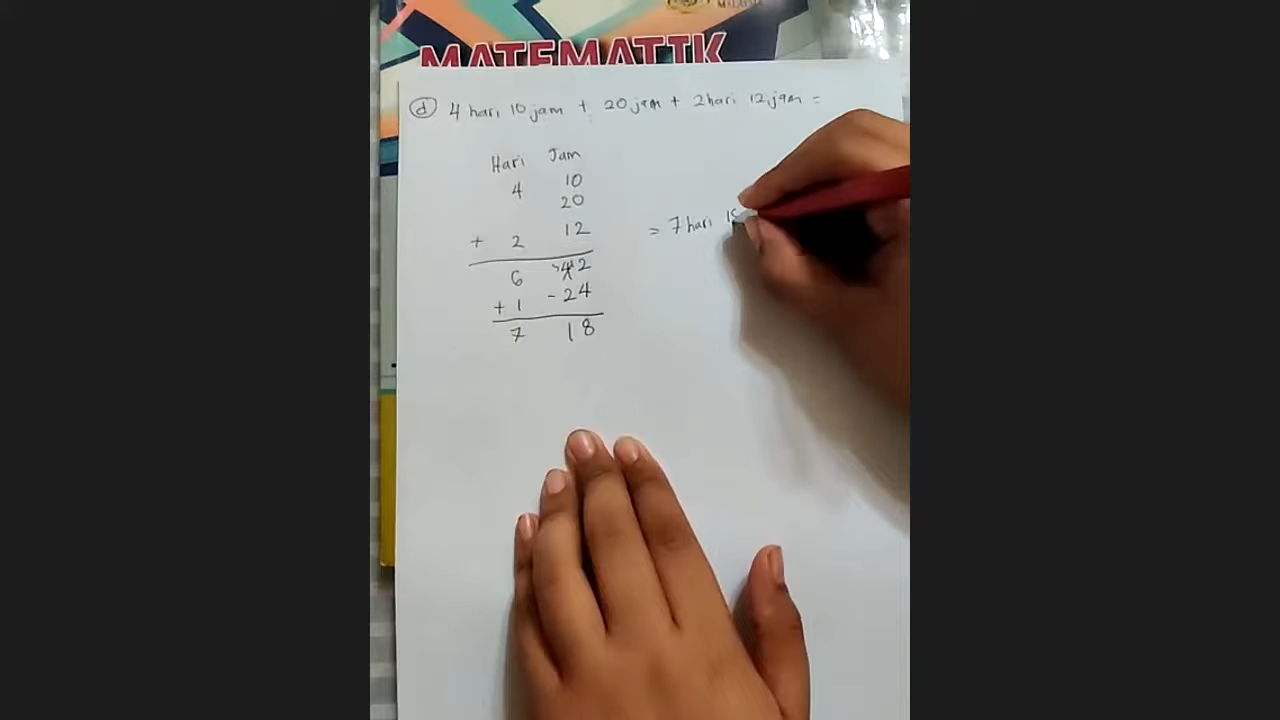 MATEMATIK
d 4 hari 10 jam + 20 jam + 2 hari 12 jam =
Hari Jam
4 10
20
+ 2 12
= 7 hari
6 42
+ 1 - 24
7 18